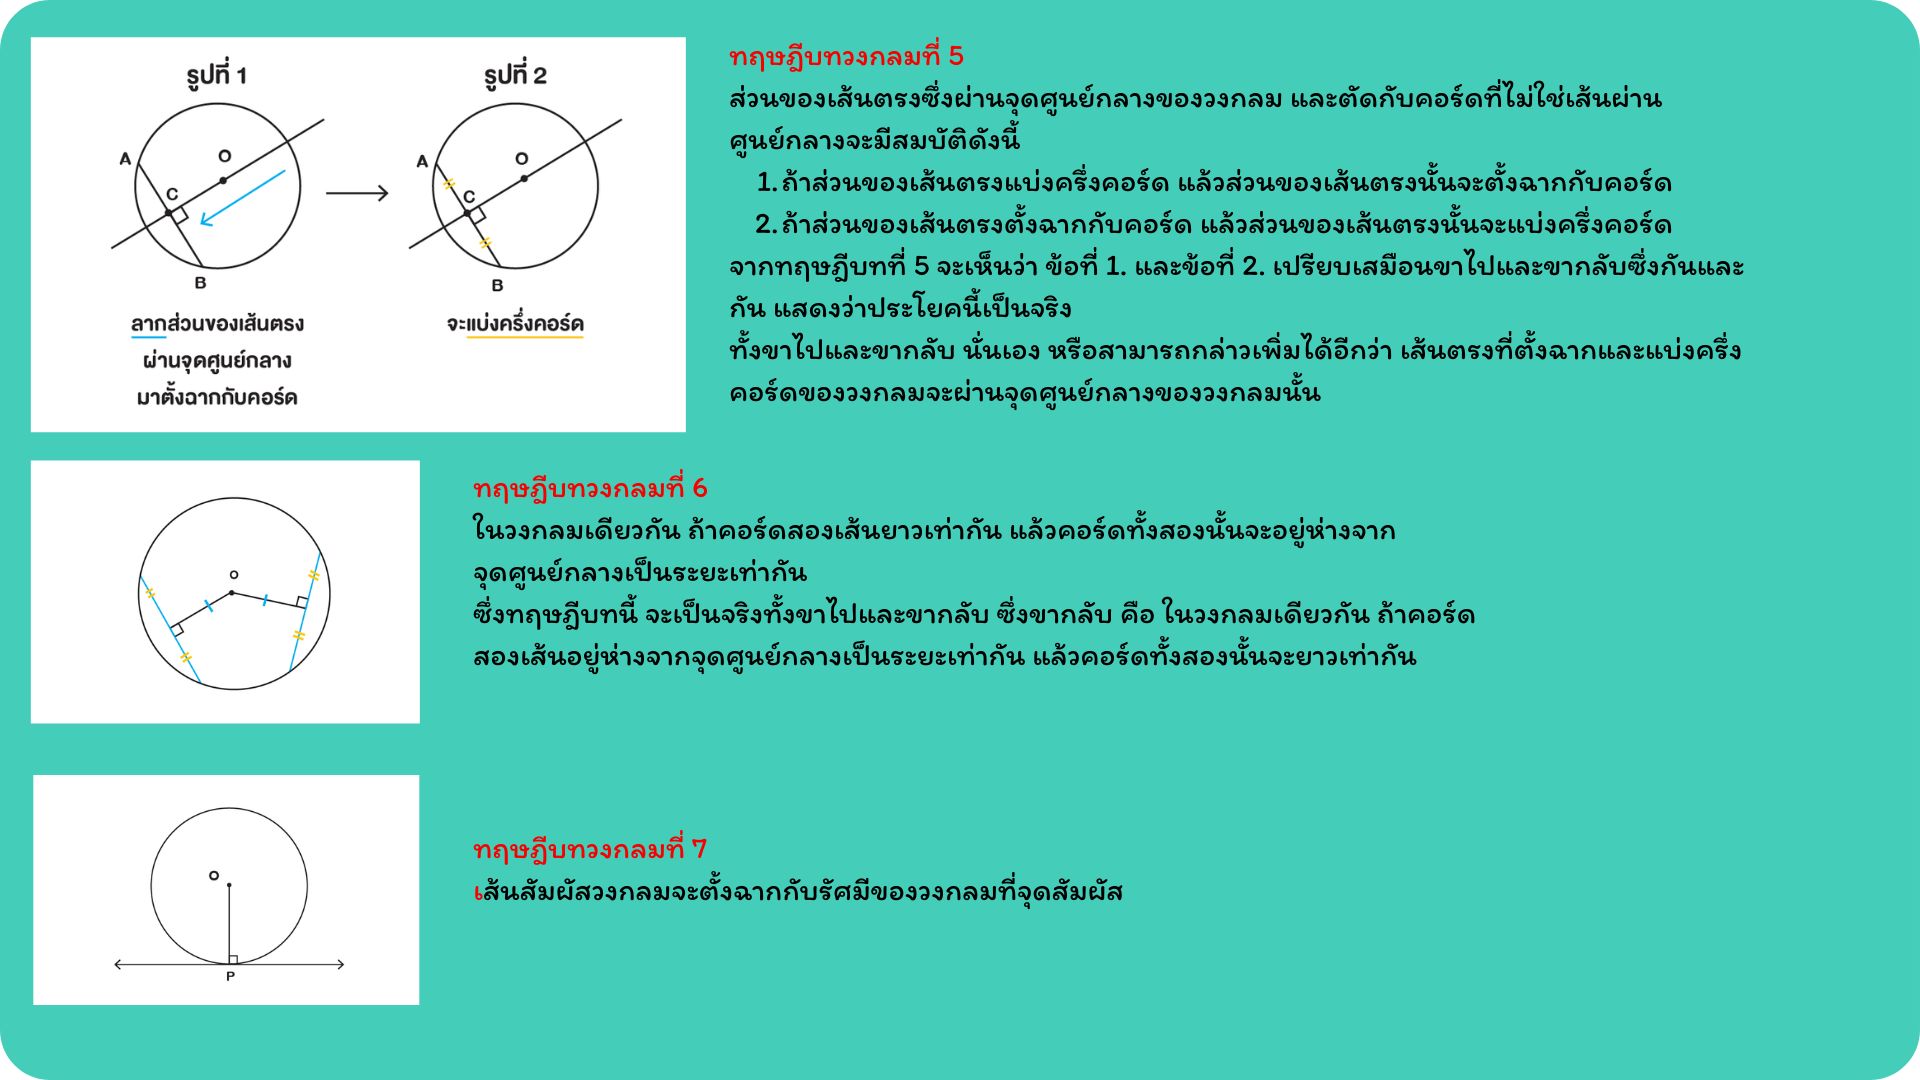 รูปที่ 1
รูปที่ 2
A
O
C
B
A
O
C
B
ลากส่วนของเส้นตรง
ผ่านจุดศูนย์กลาง
มาตั้งฉากกับคอร์ด
จะแบ่งครึ่งคอร์ด
ทฤษฎีบทวงกลมที่ 5
ส่วนของเส้นตรงซึ่งผ่านจุดศูนย์กลางของวงกลม และตัดกับคอร์ดที่ไม่ใช่เส้นผ่าน
ศูนย์กลางจะมีสมบัติดังนี้
1. ถ้าส่วนของเส้นตรงแบ่งครึ่งคอร์ด แล้วส่วนของเส้นตรงนั้นจะตั้งฉากกับคอร์ด
2. ถ้าส่วนของเส้นตรงตั้งฉากกับคอร์ด แล้วส่วนของเส้นตรงนั้นจะแบ่งครึ่งคอร์ด
จากทฤษฎีบทที่ 5 จะเห็นว่า ข้อที่ 1. และข้อที่ 2. เปรียบเสมือนขาไปและขากลับซึ่งกันและ
กัน แสดงว่าประโยคนี้เป็นจริง
ทั้งขาไปและขากลับ นั่นเอง หรือสามารถกล่าวเพิ่มได้อีกว่า เส้นตรงที่ตั้งฉากและแบ่งครึ่ง
คอร์ดของวงกลมจะผ่านจุดศูนย์กลางของวงกลมนั้น
O
ทฤษฎีบทวงกลมที่ 6
ในวงกลมเดียวกัน ถ้าคอร์ดสองเส้นยาวเท่ากัน แล้วคอร์ดทั้งสองนั้นจะอยู่ห่างจาก
จุดศูนย์กลางเป็นระยะเท่ากัน
ซึ่งทฤษฎีบทนี้ จะเป็นจริงทั้งขาไปและขากลับ ซึ่งขากลับ คือ ในวงกลมเดียวกัน ถ้าคอร์ด
สองเส้นอยู่ห่างจากจุดศูนย์กลางเป็นระยะเท่ากัน แล้วคอร์ดทั้งสองนั้นจะยาวเท่ากัน
O
P
ทฤษฎีบทวงกลมที่ 7
เส้นสัมผัสวงกลมจะตั้งฉากกับรัศมีของวงกลมที่จุดสัมผัส